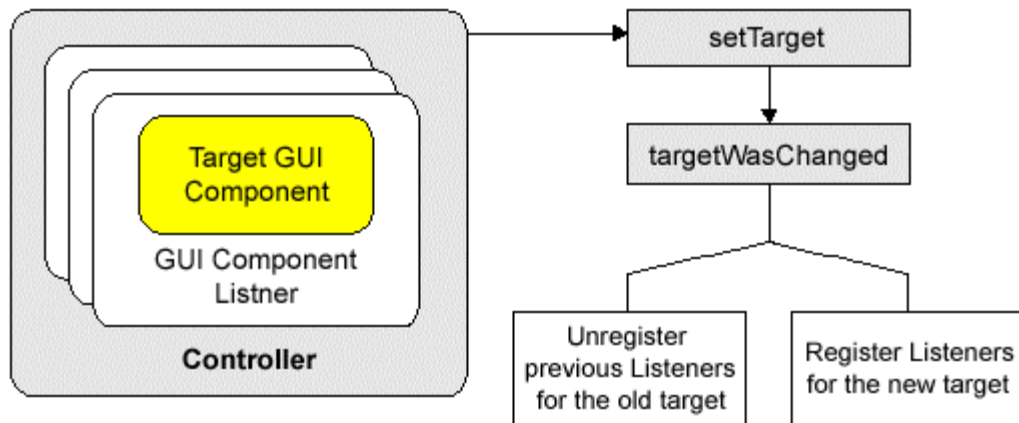 Target GUI
Component
GUI Component
Listner
Controller
setTarget
targetWasChanged
Unregister
previous Listeners
for the old target
Register Listeners
for the new target